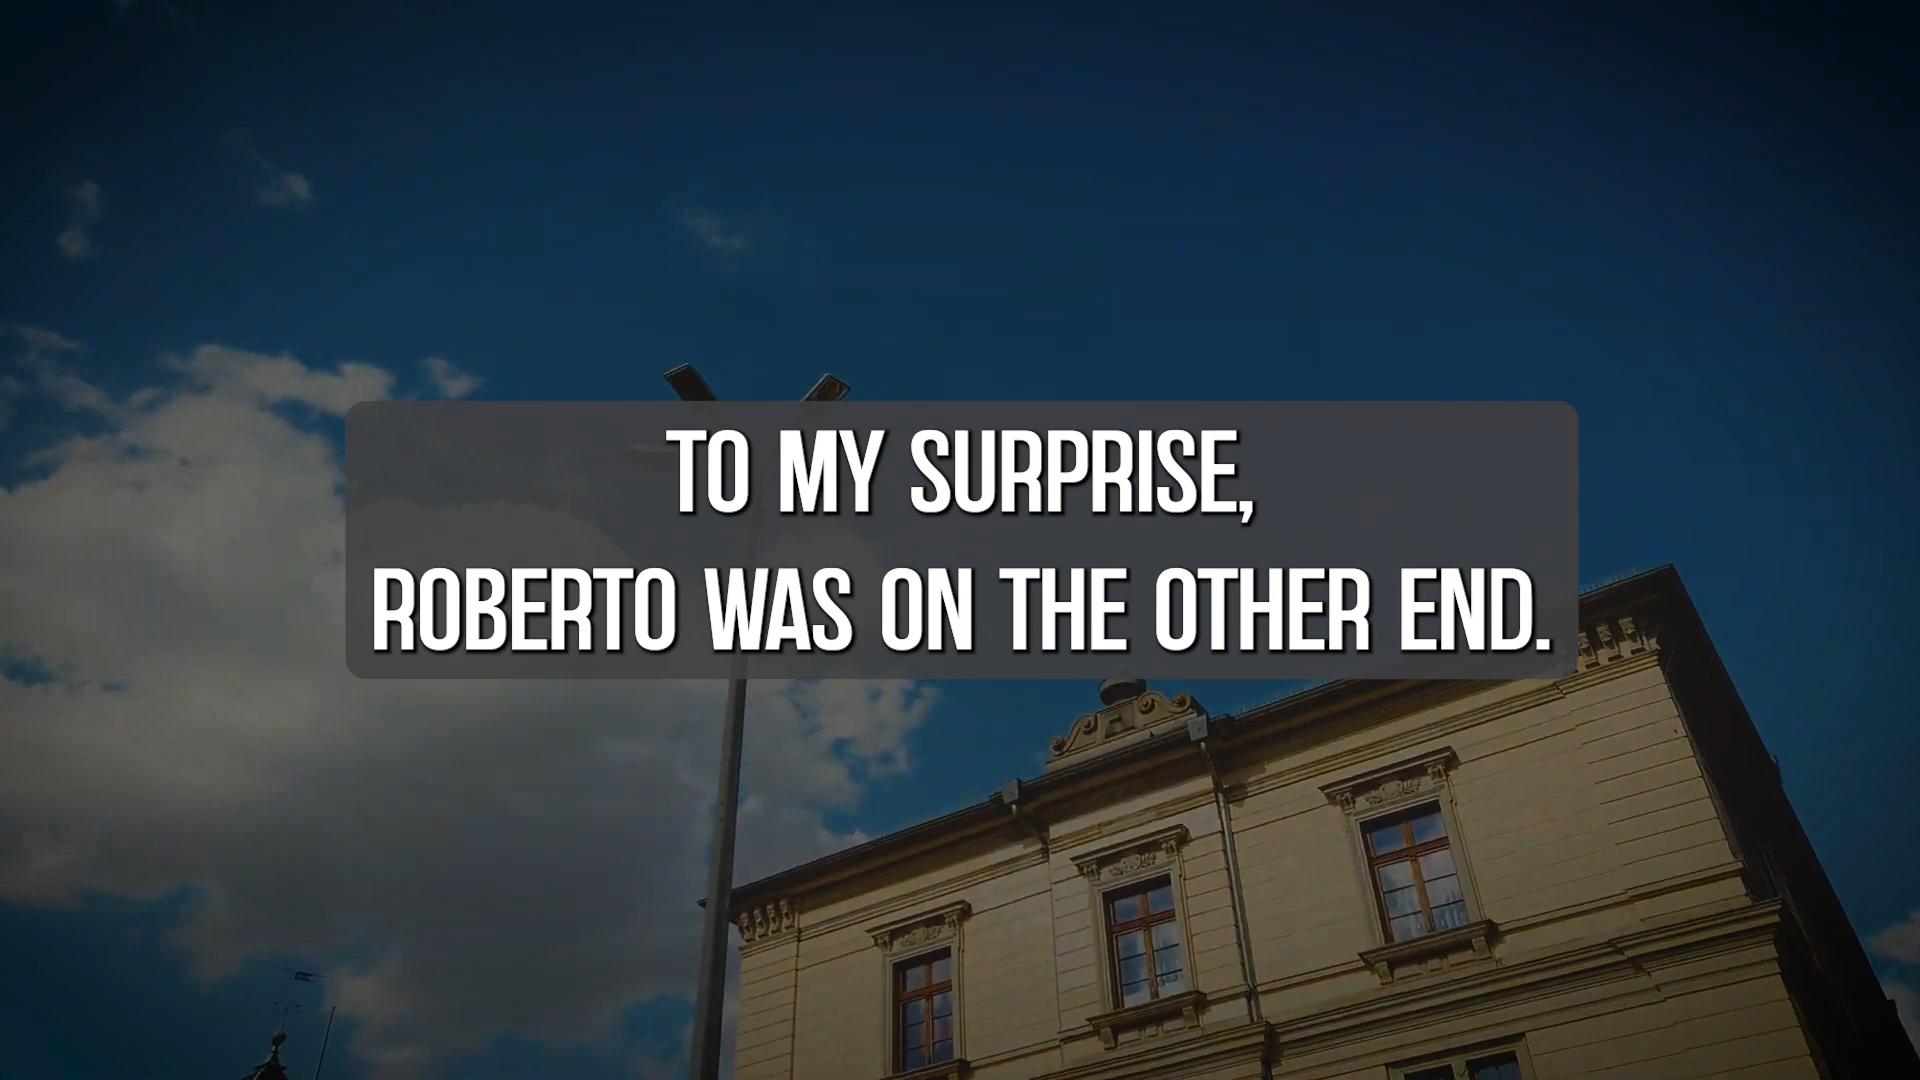 TO MY SURPRISE,
ROBERTO WAS ON THE OTHER END.